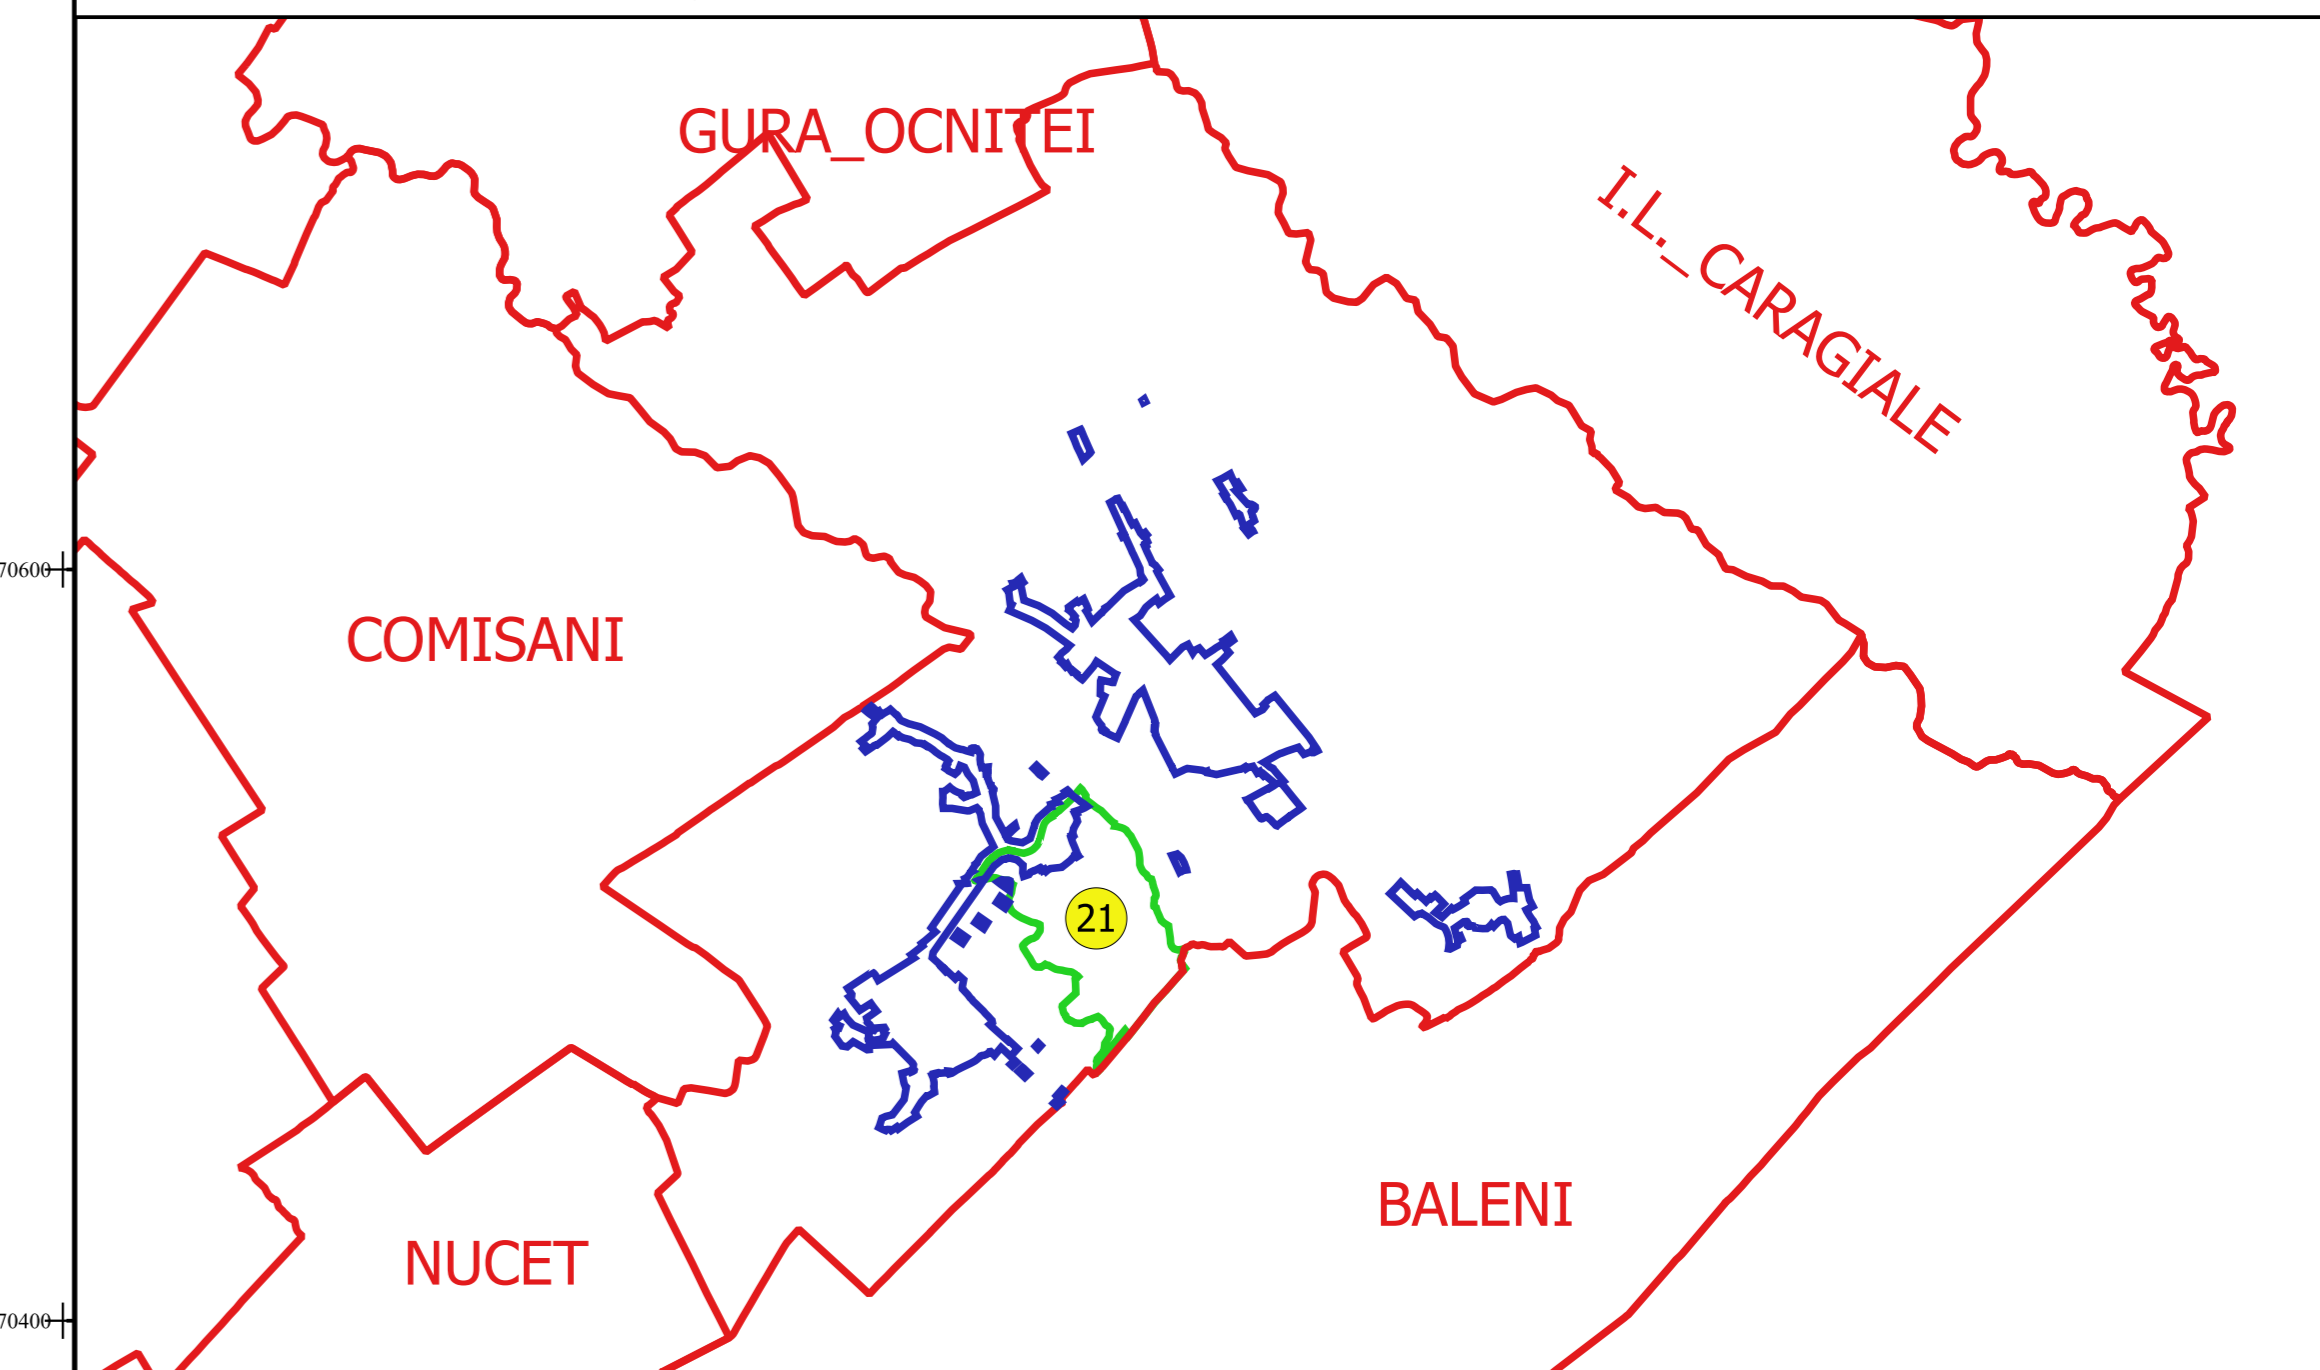 GURA_OCNITEI
I.L._CARAGIALE
70600
COMISANI
21
BALENI
NUCET
70400